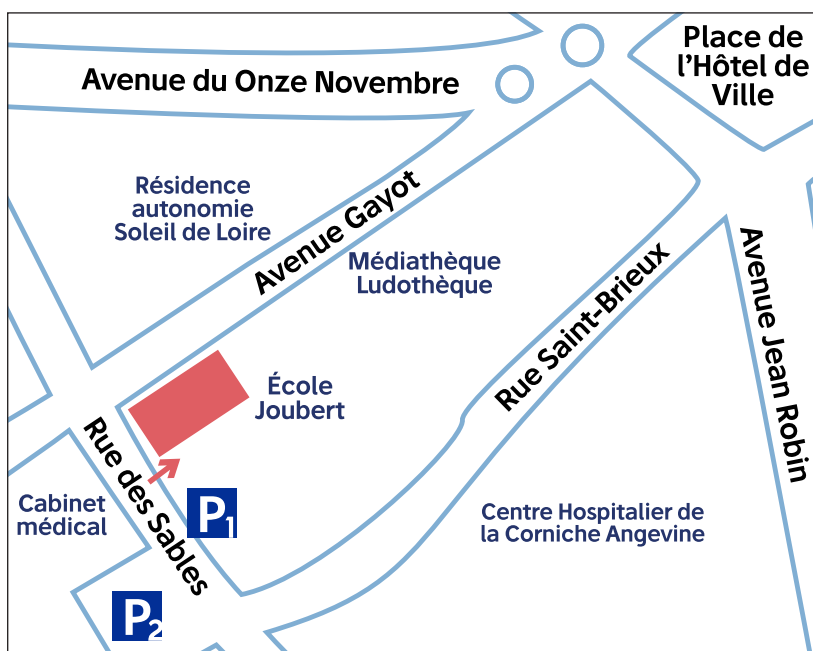 Place de
l'Hôtel de
Ville
Avenue du Onze Novembre
Résidence
autonomie
Soleil de Loire
Avenue Gayot
Médiathèque
Ludothèque
Rue Saint-Brieux
Avenue Jean Robin
École
Joubert
Rue des Sables
Cabinet
médical
P1
Centre Hospitalier de
la Corniche Angevine
P2